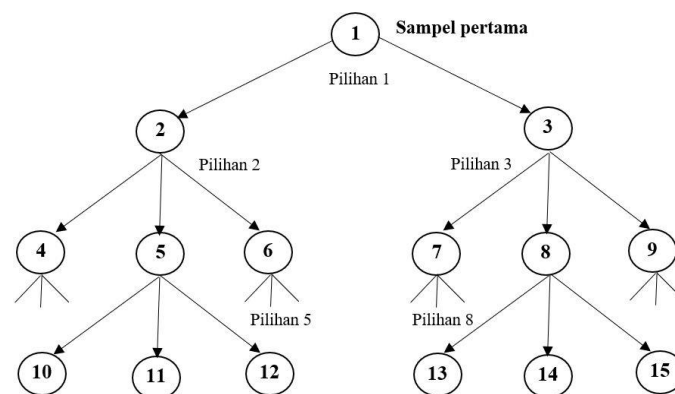 1 Sampel pertama
Pilihan 1
2 3
Pilihan 2 Pilihan 3
4 5 6 7 8 9
Pilihan 5 Pilihan 8
10 11 12 13 14 15